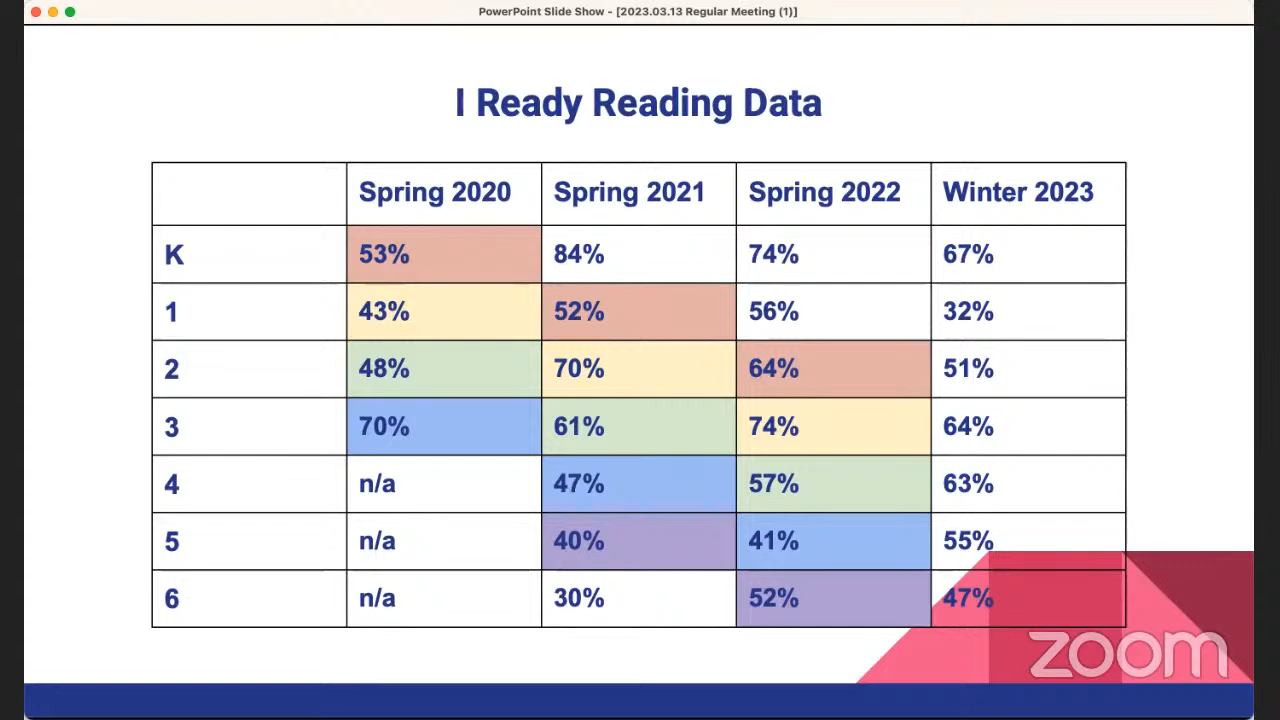 PowerPoint Slide Show - [2023.03.13 Regular Meeting (1)]
I Ready Reading Data
Spring 2020 Spring 2021 Spring 2022 Winter 2023
K 53% 84% 74% 67%
1 43% 52% 56% 32%
2 48% 70% 64% 51%
3 70% 61% 74% 64%
4 n/a 47% 57% 63%
5 n/a 40% 41% 55%
6 n/a 30% 52% 47%
zoom